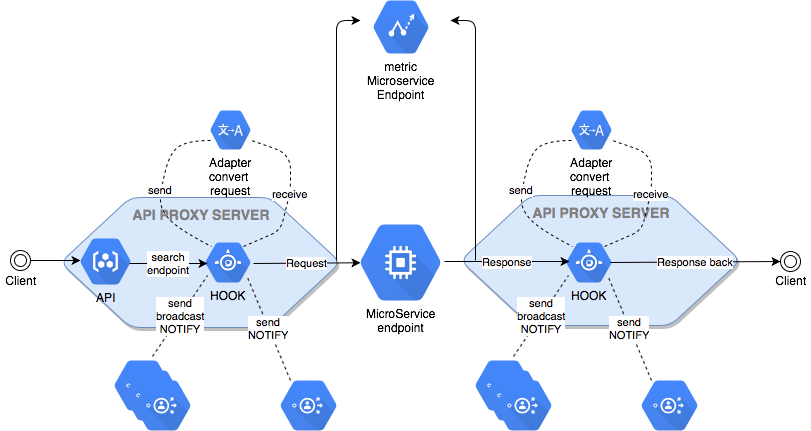 metric
Microservice
Endpoint
文→A
Adapter
convert
request
send
receive
API PROXY SERVER
Client
API
search
endpoint
HOOK
Request
send
broadcast
NOTIFY
send
NOTIFY
MicroService
endpoint
文→A
Adapter
convert
request
send
receive
API PROXY SERVER
Response
HOOK
Response back
Client
send
broadcast
NOTIFY
send
NOTIFY